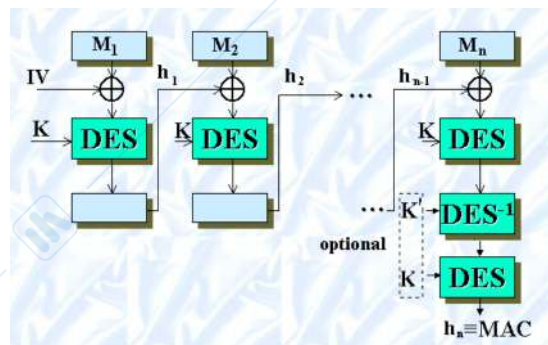 M1 M2 Mn
IV h1 h2 ... hn-1
K DES K DES K DES
... K' DES-1
optional
K DES
hn≡MAC